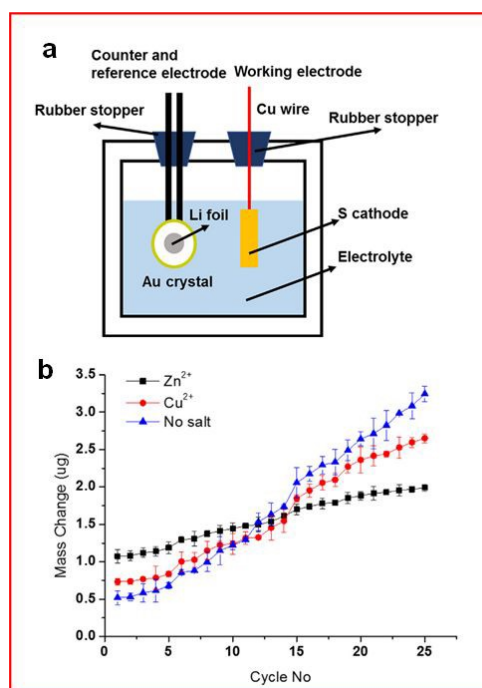 a
Counter and
reference electrode
Working electrode
Rubber stopper
Cu wire
Rubber stopper
Li foil
S cathode
Au crystal
Electrolyte
b
Zn²⁺
Cu²⁺
No salt
Mass Change (ug)
3.5
3.0
2.5
2.0
1.5
1.0
0.5
0.0
0 5 10 15 20 25
Cycle No